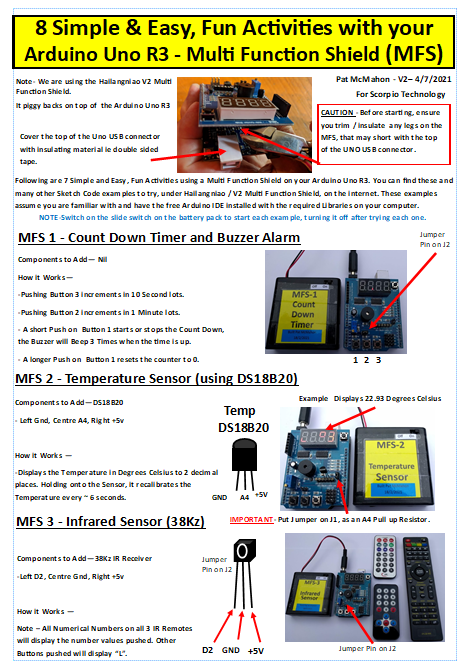 8 Simple & Easy, Fun Activities with your
Arduino Uno R3 - Multi Function Shield (MFS)
Note- We are using the Hailangniao V2 Multi
Function Shield.
It piggy backs on top of the Arduino Uno R3
Pat McMahon - V2– 4/7/2021
For Scorpio Technology
CAUTION - Before starting, ensure
you trim / insulate any legs on the
MFS, that may short with the top
of the UNO USB connector.
Cover the top of the Uno USB connector
with insulating material ie double sided
tape.
Following are 7 Simple and Easy, Fun Activities using a Multi Function Shield on your Arduino Uno R3. You can find these and
many other Sketch Code examples to try, under Hailangniao / V2 Multi Function Shield, on the internet. These examples
assume you are familiar with and have the free Arduino IDE installed with the required Libraries on your computer.
NOTE-Switch on the slide switch on the battery pack to start each example, turning it off after trying each one.
MFS 1 - Count Down Timer and Buzzer Alarm
Jumper
Pin on J2
Components to Add— Nil
How it Works—
-Pushing Button 3 increments in 10 Second lots.
-Pushing Button 2 increments in 1 Minute lots.
- A short Push on Button 1 starts or stops the Count Down,
the Buzzer will Beep 3 Times when the time is up.
- A longer Push on Button 1 resets the counter to 0.
MFS-1
Count
Down
Timer
1 2 3
MFS 2 - Temperature Sensor (using DS18B20)
Components to Add—DS18B20
- Left Gnd, Centre A4, Right +5v
How it Works —
-Displays the Temperature in Degrees Celsius to 2 decimal
places. Holding onto the Sensor, it recalibrates the
Temperature every ~ 6 seconds.
Temp
DS18B20
GND A4 +5V
Example Displays 22.93 Degrees Celsius
MFS-2
Temperature
Sensor
IMPORTANT- Put Jumper on J1, as an A4 Pull up Resistor.
MFS 3 - Infrared Sensor (38Kz)
Components to Add—38Kz IR Receiver
-Left D2, Centre Gnd, Right +5v
How it Works —
Note – All Numerical Numbers on all 3 IR Remotes
will display the number values pushed. Other
Buttons pushed will display “L”.
Jumper
Pin on J2
D2 GND +5V
MFS-3
Infrared
Sensor
Jumper Pin on J2